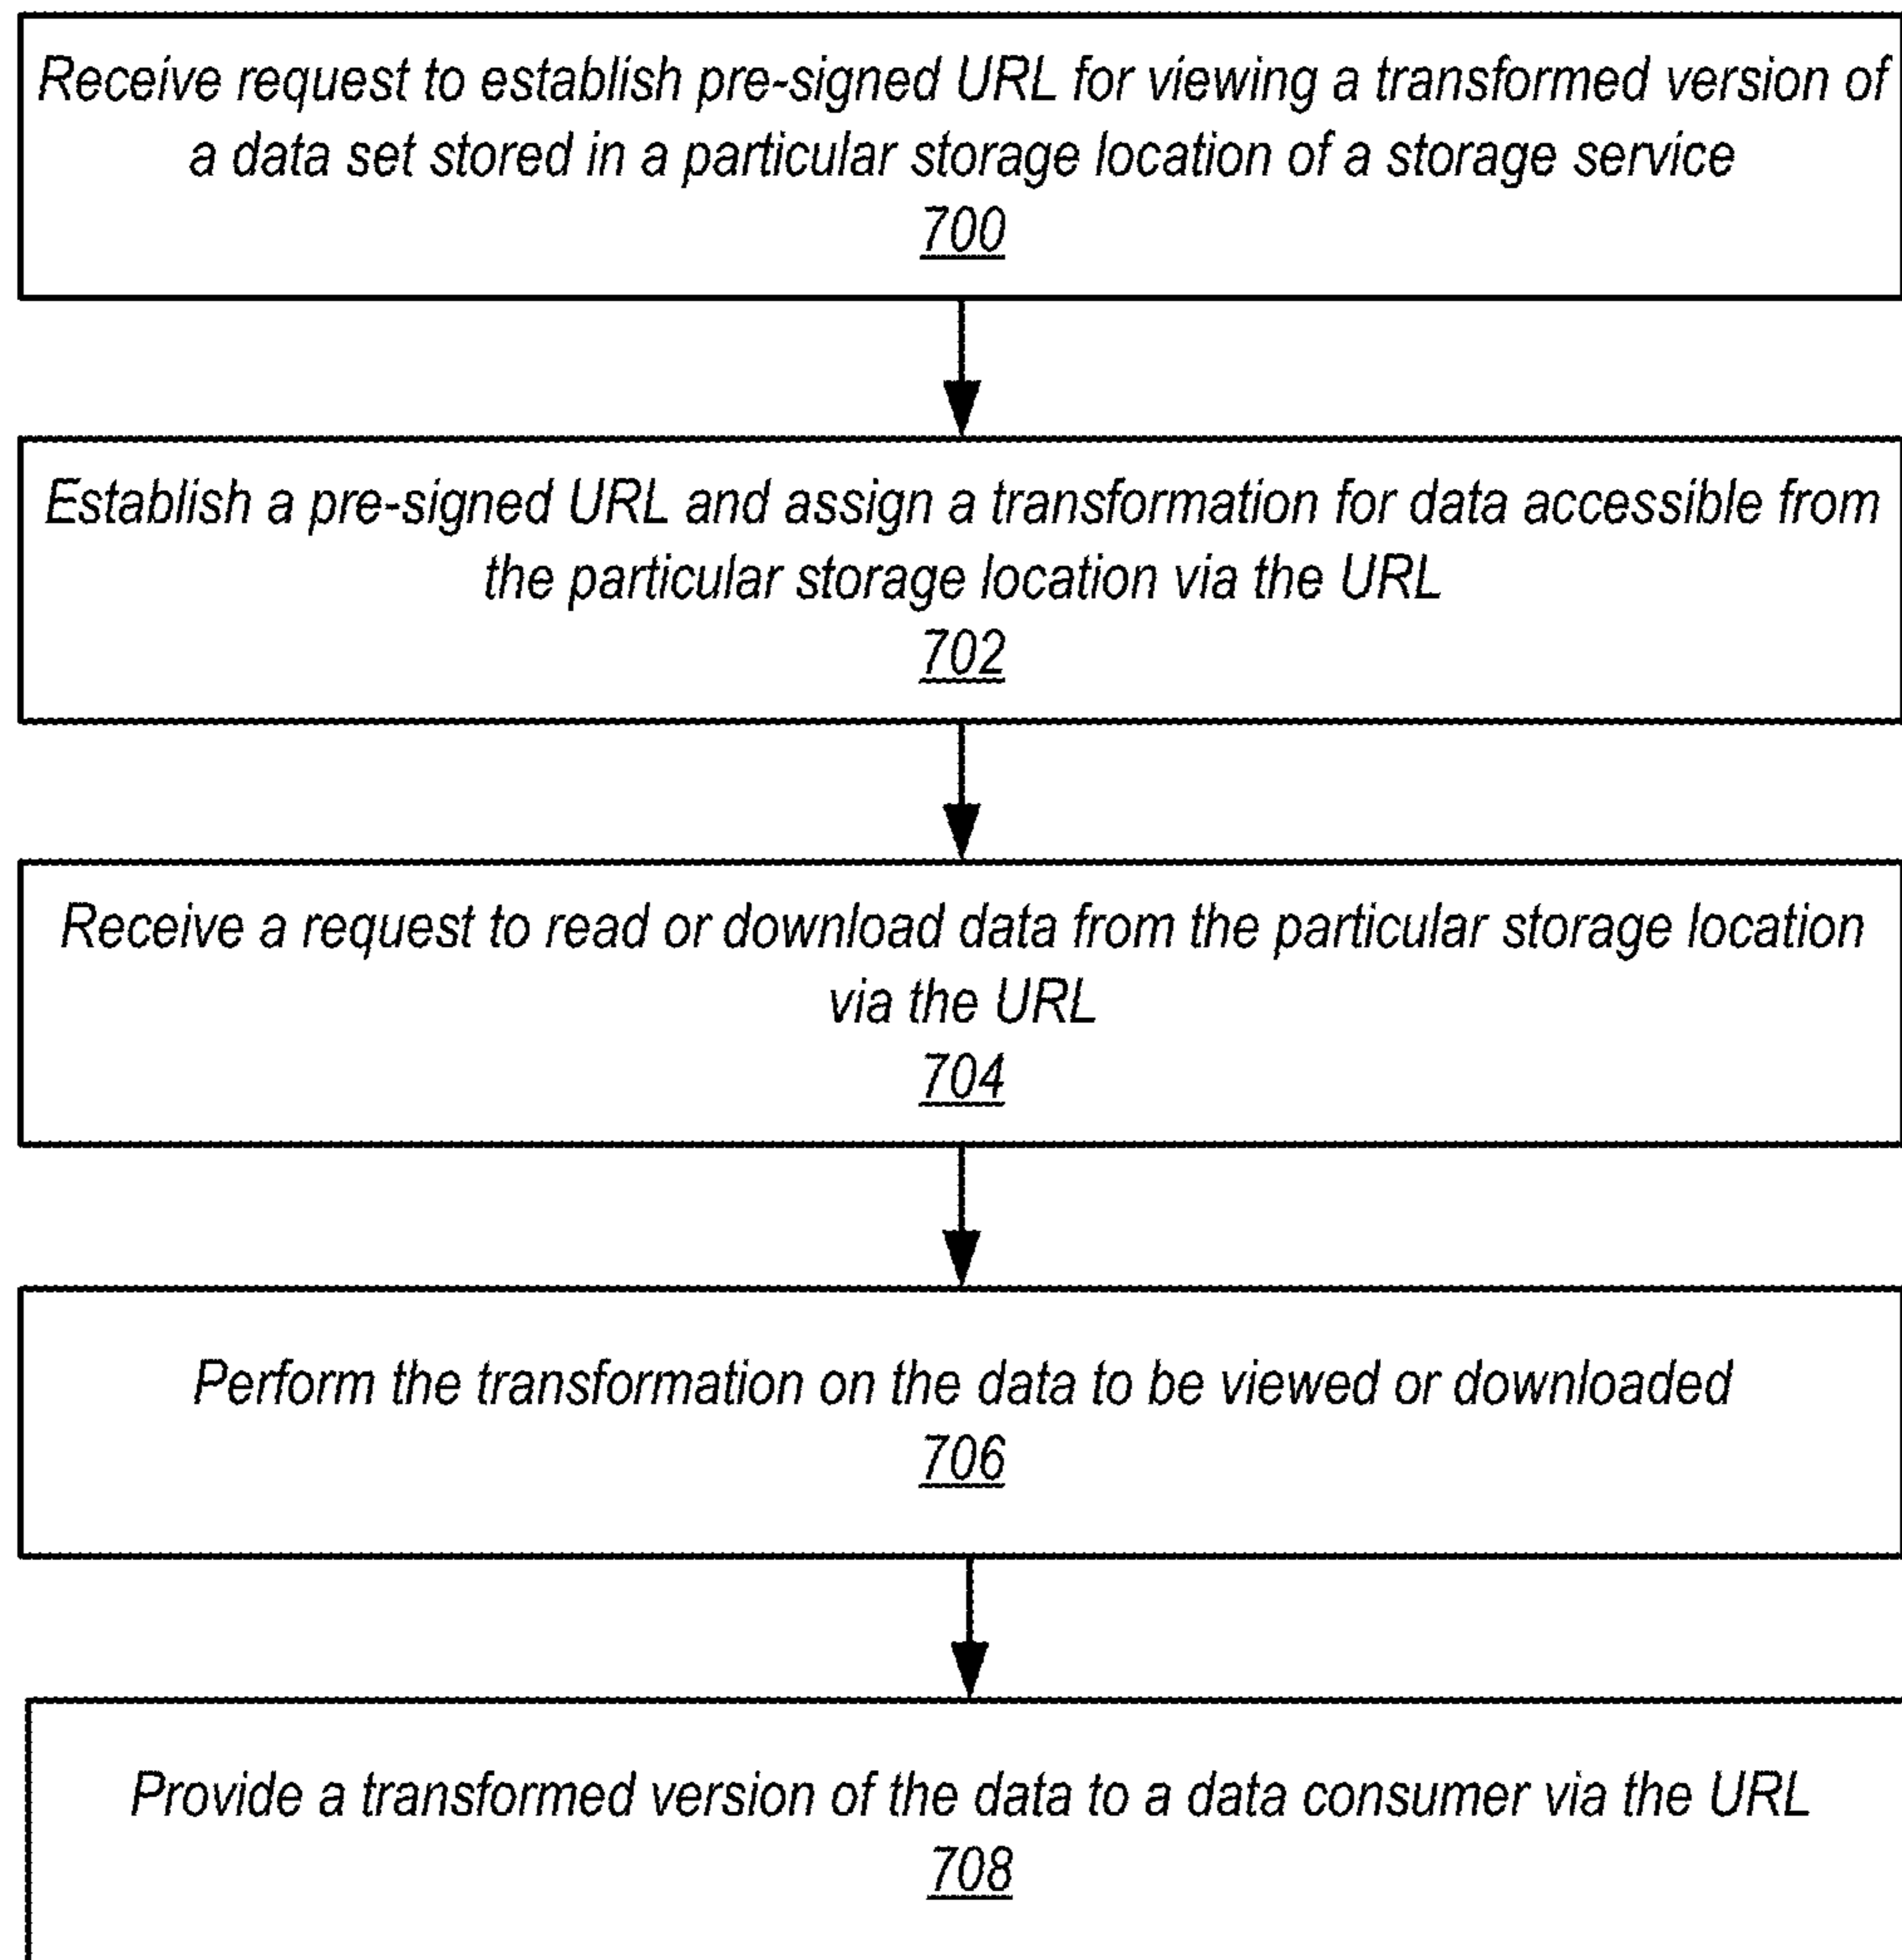 Receive request to establish pre-signed URL for viewing a transformed version of
a data set stored in a particular storage location of a storage service
700
Establish a pre-signed URL and assign a transformation for data accessible from
the particular storage location via the URL
702
Receive a request to read or download data from the particular storage location
via the URL
704
Perform the transformation on the data to be viewed or downloaded
706
Provide a transformed version of the data to a data consumer via the URL
708